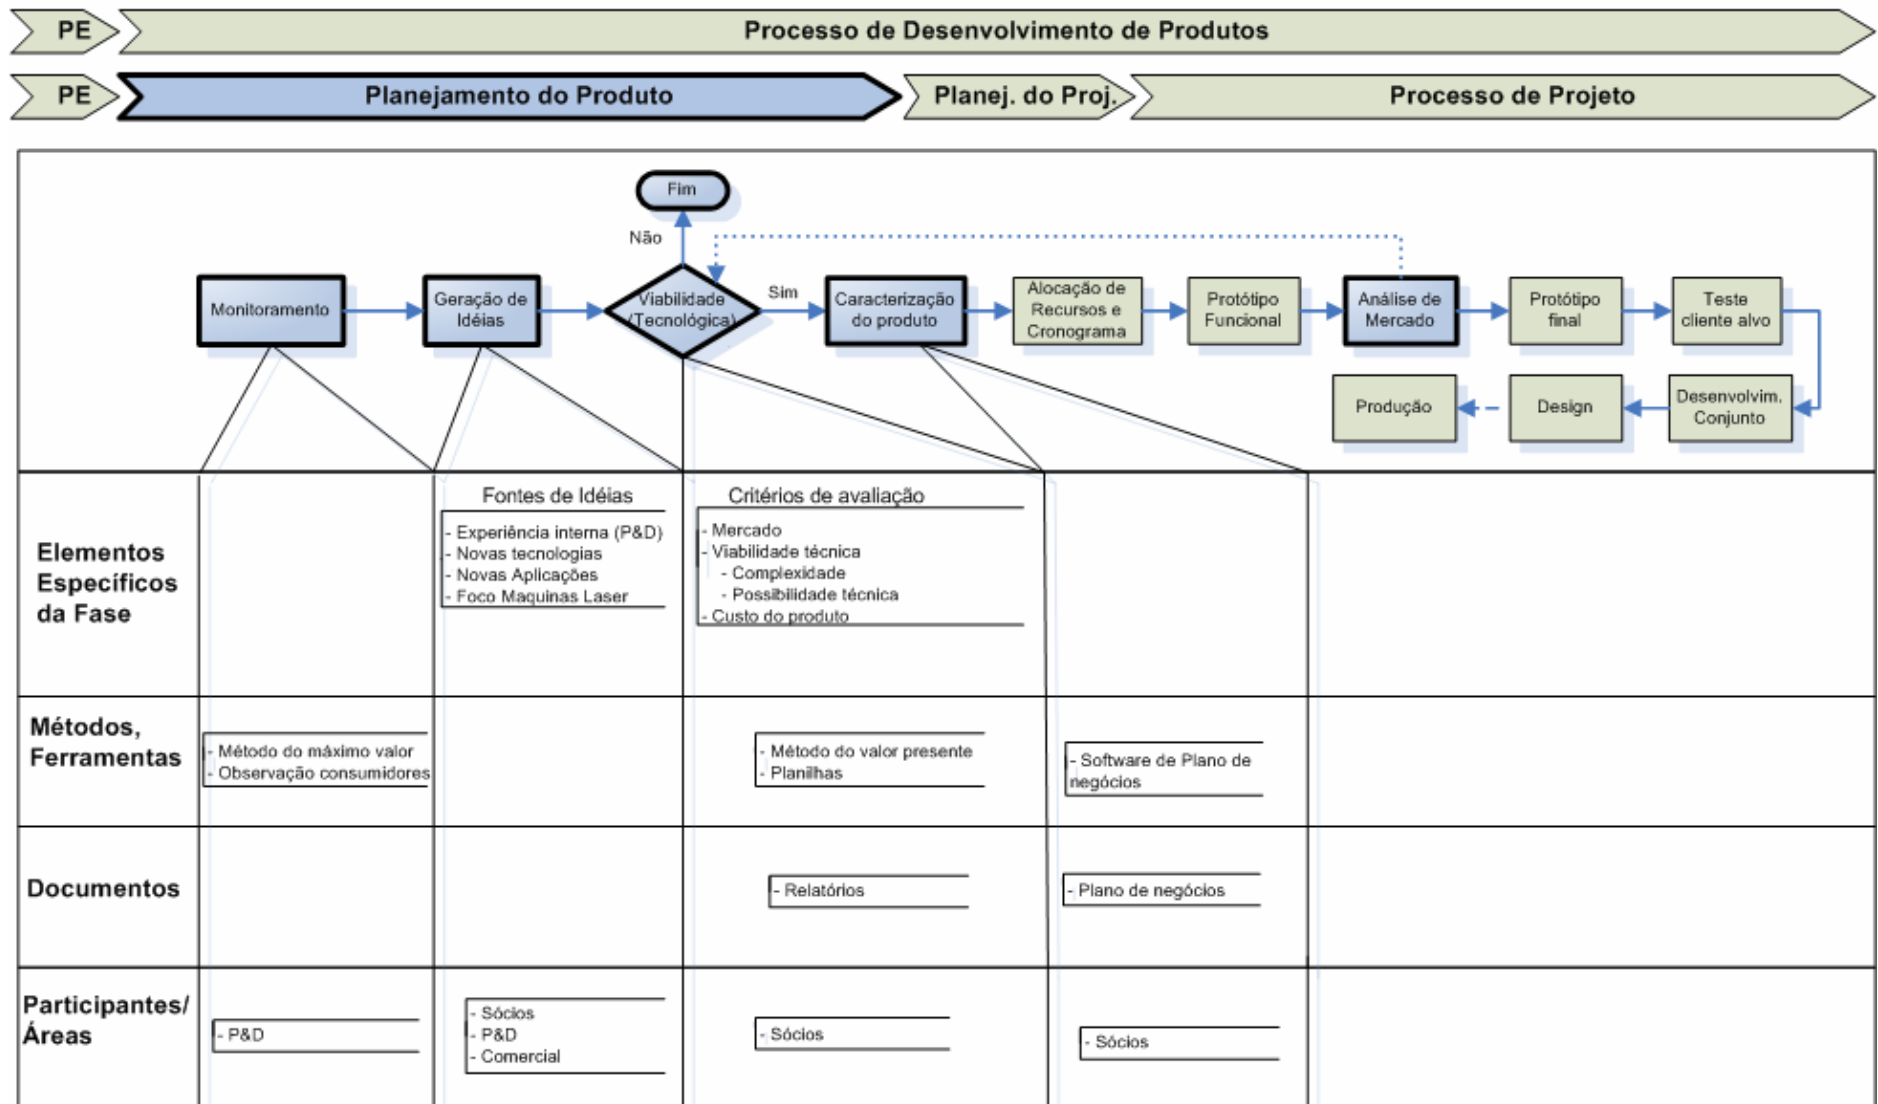 PE
Processo de Desenvolvimento de Produtos
PE
Planejamento do Produto
Planej. do Proj.
Processo de Projeto
Fim
Não
Monitoramento
Geração de
Idéias
Viabilidade
(Tecnológica)
Sim
Caracterização
do produto
Alocação de
Recursos e
Cronograma
Protótipo
Funcional
Análise de
Mercado
Protótipo
final
Teste
cliente alvo
Produção
Design
Desenvolvim.
Conjunto
Elementos
Específicos
da Fase
Fontes de Idéias
- Experiência interna (P&D)
- Novas tecnologias
- Novas Aplicações
- Foco Maquinas Laser
Critérios de avaliação
- Mercado
- Viabilidade técnica
- Complexidade
- Possibilidade técnica
- Custo do produto
Métodos,
Ferramentas
- Método do máximo valor
- Observação consumidores
- Método do valor presente
- Planilhas
- Software de Plano de
negócios
Documentos
- Relatórios
- Plano de negócios
Participantes/
Áreas
- P&D
- Sócios
- P&D
- Comercial
- Sócios
- Sócios